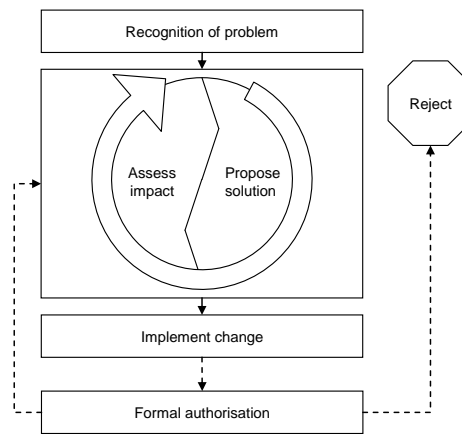 Recognition of problem
Reject
Assess
impact
Propose
solution
Implement change
Formal authorisation